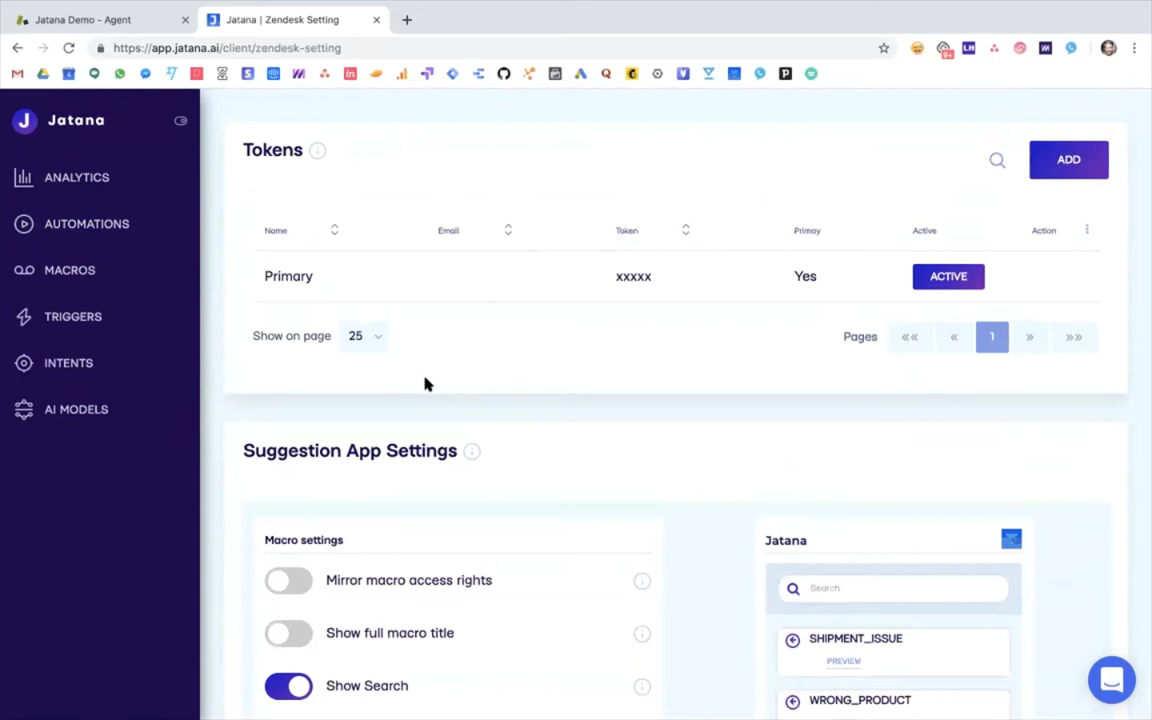 Jatana Demo - Agent
Jatana | Zendesk Setting
https://app.jatana.ai/client/zendesk-setting
Jatana
ANALYTICS
AUTOMATIONS
MACROS
TRIGGERS
INTENTS
AI MODELS
Tokens
ADD
Name Email Token Primay Active Action
Primary xxxxx Yes ACTIVE
Show on page 25 Pages «« « 1 » »»
Suggestion App Settings
Macro settings
Mirror macro access rights
Show full macro title
Show Search
Jatana
Search
SHIPMENT_ISSUE
PREVIEW
WRONG_PRODUCT